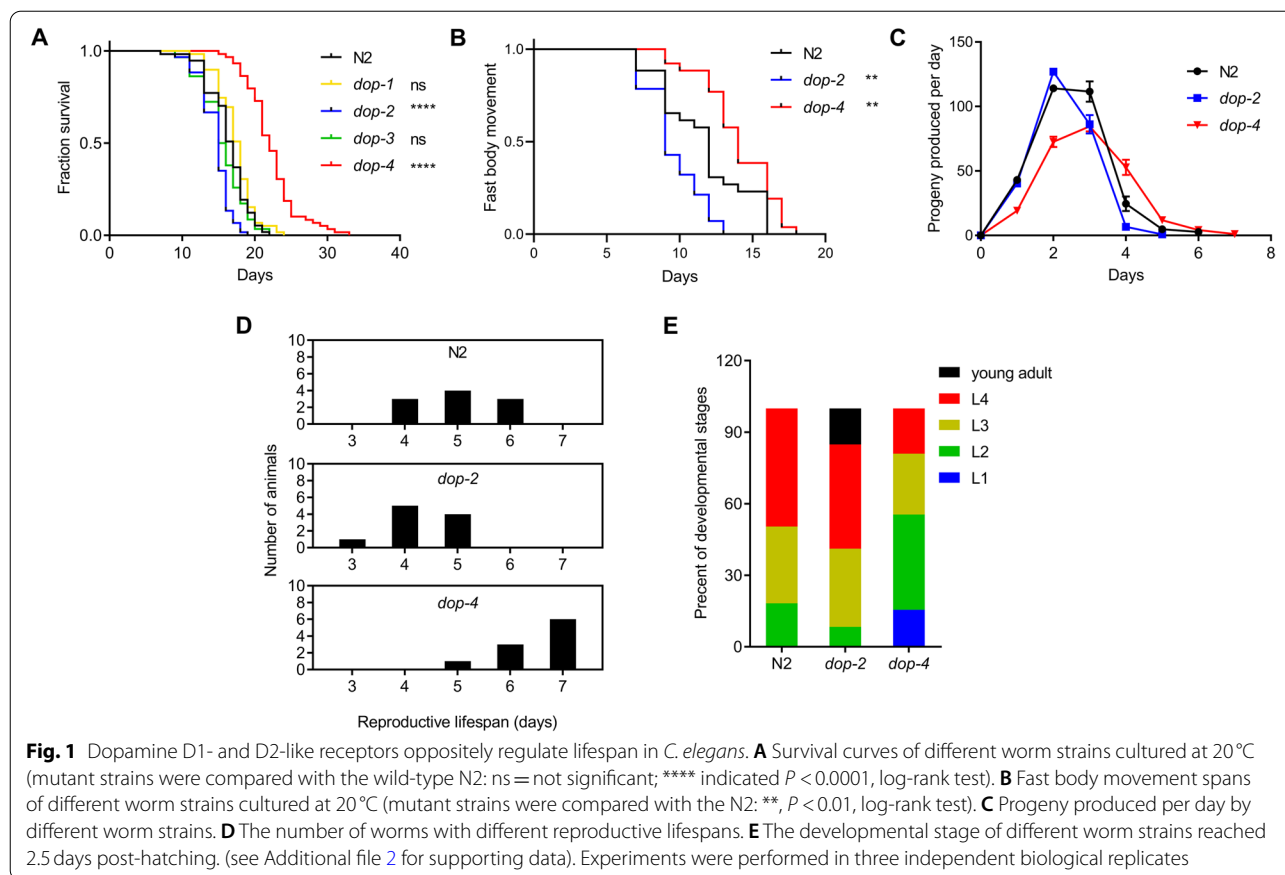 A
Fraction survival
1.0
0.5
0.0
0
10
20
30
40
Days
N2
dop-1 ns
dop-2 ****
dop-3 ns
dop-4 ****
B
Fast body movement
1.0
0.5
0.0
0
5
10
15
20
Days
N2
dop-2 **
dop-4 **
C
Progeny produced per day
150
100
50
0
0
2
4
6
8
Days
N2
dop-2
dop-4
D
Number of animals
N2
10
8
6
4
2
0
3
4
5
6
7
dop-2
10
8
6
4
2
0
3
4
5
6
7
dop-4
10
8
6
4
2
0
3
4
5
6
7
Reproductive lifespan (days)
E
Precent of developmental stages
120
90
60
30
0
N2
dop-2
dop-4
young adult
L4
L3
L2
L1
Fig. 1 Dopamine D1- and D2-like receptors oppositely regulate lifespan in C. elegans. A Survival curves of different worm strains cultured at 20 °C
(mutant strains were compared with the wild-type N2: ns = not significant; **** indicated P < 0.0001, log-rank test). B Fast body movement spans
of different worm strains cultured at 20 °C (mutant strains were compared with the N2: **, P < 0.01, log-rank test). C Progeny produced per day by
different worm strains. D The number of worms with different reproductive lifespans. E The developmental stage of different worm strains reached
2.5 days post-hatching. (see Additional file 2 for supporting data). Experiments were performed in three independent biological replicates